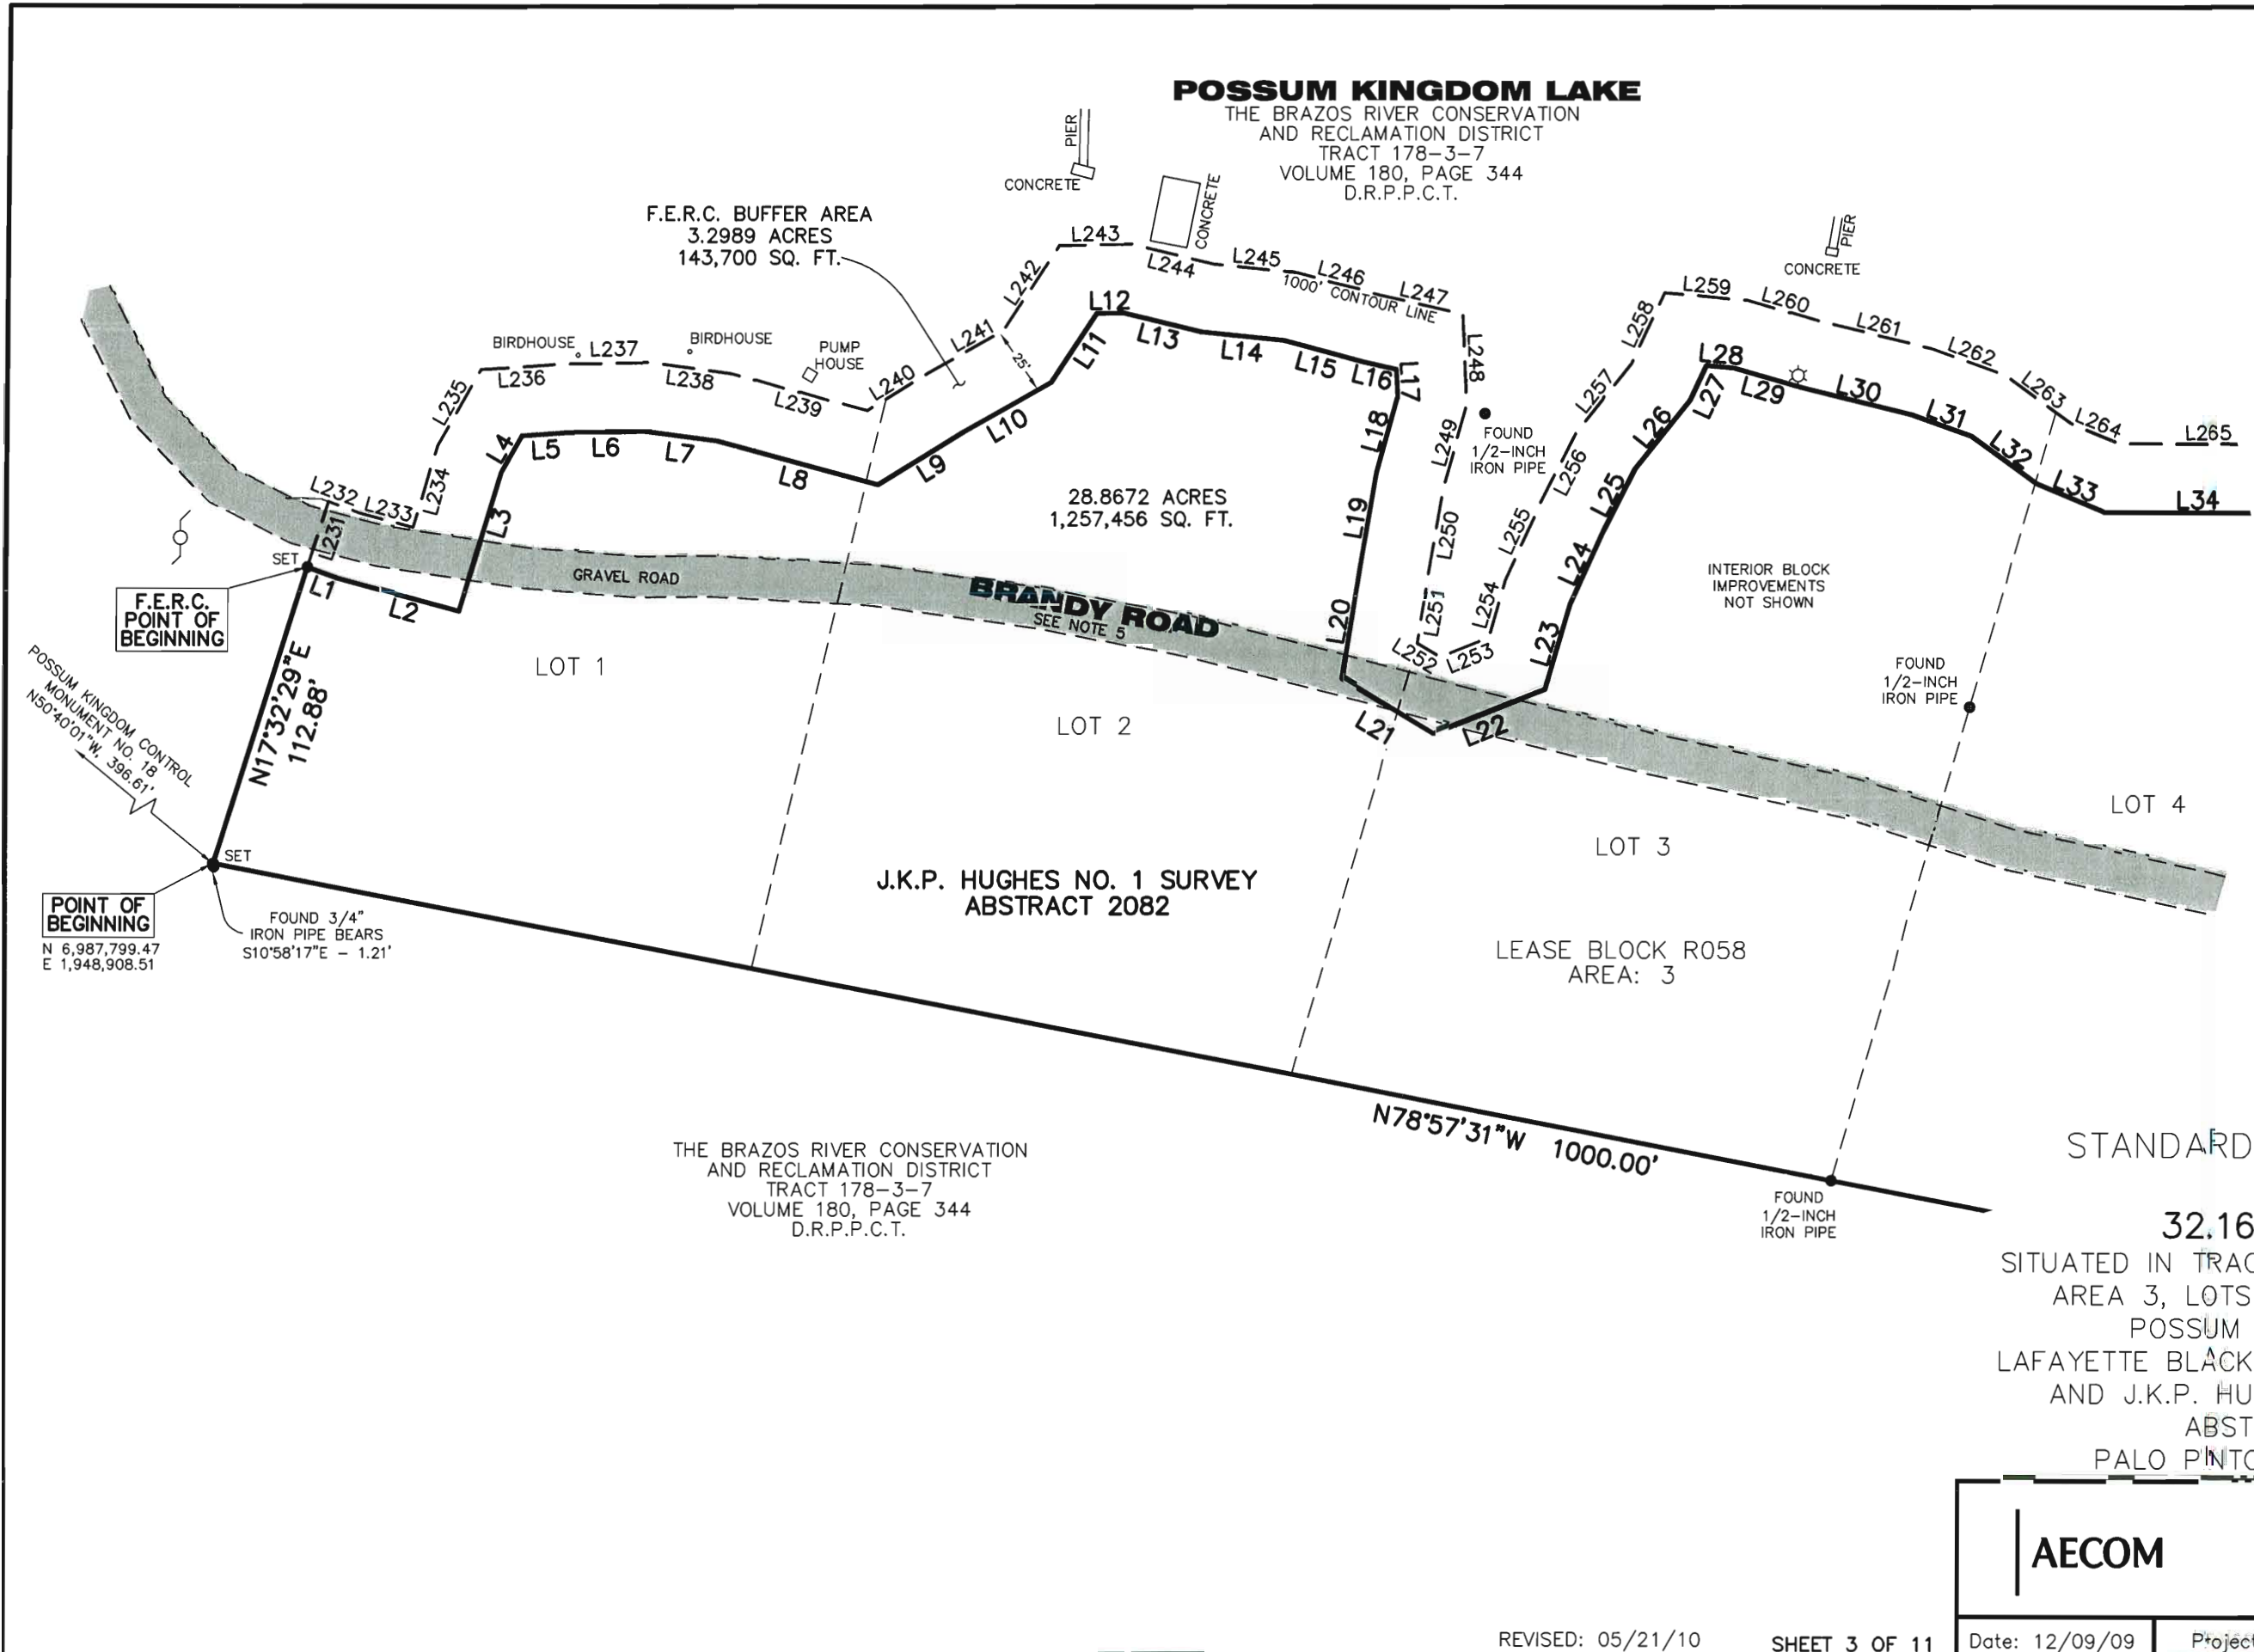 POSSUM KINGDOM LAKE
THE BRAZOS RIVER CONSERVATION
AND RECLAMATION DISTRICT
TRACT 178-3-7
VOLUME 180, PAGE 344
D.R.P.P.C.T.
PIER
CONCRETE
CONCRETE
PIER
CONCRETE
F.E.R.C. BUFFER AREA
3.2989 ACRES
143,700 SQ. FT.
L231
L232
L233
L234
L235
L236
L237
L238
L239
L240
L241
L242
L243
L244
L245
L246
L247
1000' CONTOUR LINE
L248
L249
L250
L251
L252
L253
L254
L255
L256
L257
L258
L259
L260
L261
L262
L263
L264
L265
BIRDHOUSE
BIRDHOUSE
PUMP
HOUSE
25'
L1
L2
L3
L4
L5
L6
L7
L8
L9
L10
L11
L12
L13
L14
L15
L16
L17
L18
L19
L20
L21
L22
L23
L24
L25
L26
L27
L28
L29
L30
L31
L32
L33
L34
FOUND
1/2-INCH
IRON PIPE
28.8672 ACRES
1,257,456 SQ. FT.
INTERIOR BLOCK
IMPROVEMENTS
NOT SHOWN
FOUND
1/2-INCH
IRON PIPE
SET
F.E.R.C.
POINT OF
BEGINNING
GRAVEL ROAD
BRANDY ROAD
SEE NOTE 5
LOT 1
LOT 2
LOT 3
LOT 4
POSSUM KINGDOM CONTROL
MONUMENT NO. 18
N50°40'01"W, 396.61'
N17°32'29"E
112.88'
SET
POINT OF
BEGINNING
N 6,987,799.47
E 1,948,908.51
FOUND 3/4"
IRON PIPE BEARS
S10°58'17"E - 1.21'
J.K.P. HUGHES NO. 1 SURVEY
ABSTRACT 2082
LEASE BLOCK R058
AREA: 3
N78°57'31"W 1000.00'
FOUND
1/2-INCH
IRON PIPE
THE BRAZOS RIVER CONSERVATION
AND RECLAMATION DISTRICT
TRACT 178-3-7
VOLUME 180, PAGE 344
D.R.P.P.C.T.
STANDARD
32.16
SITUATED IN TRAC
AREA 3, LOTS
POSSUM
LAFAYETTE BLACK
AND J.K.P. HU
ABST
PALO PINTO
AECOM
REVISED: 05/21/10
SHEET 3 OF 11
Date: 12/09/09
Projec